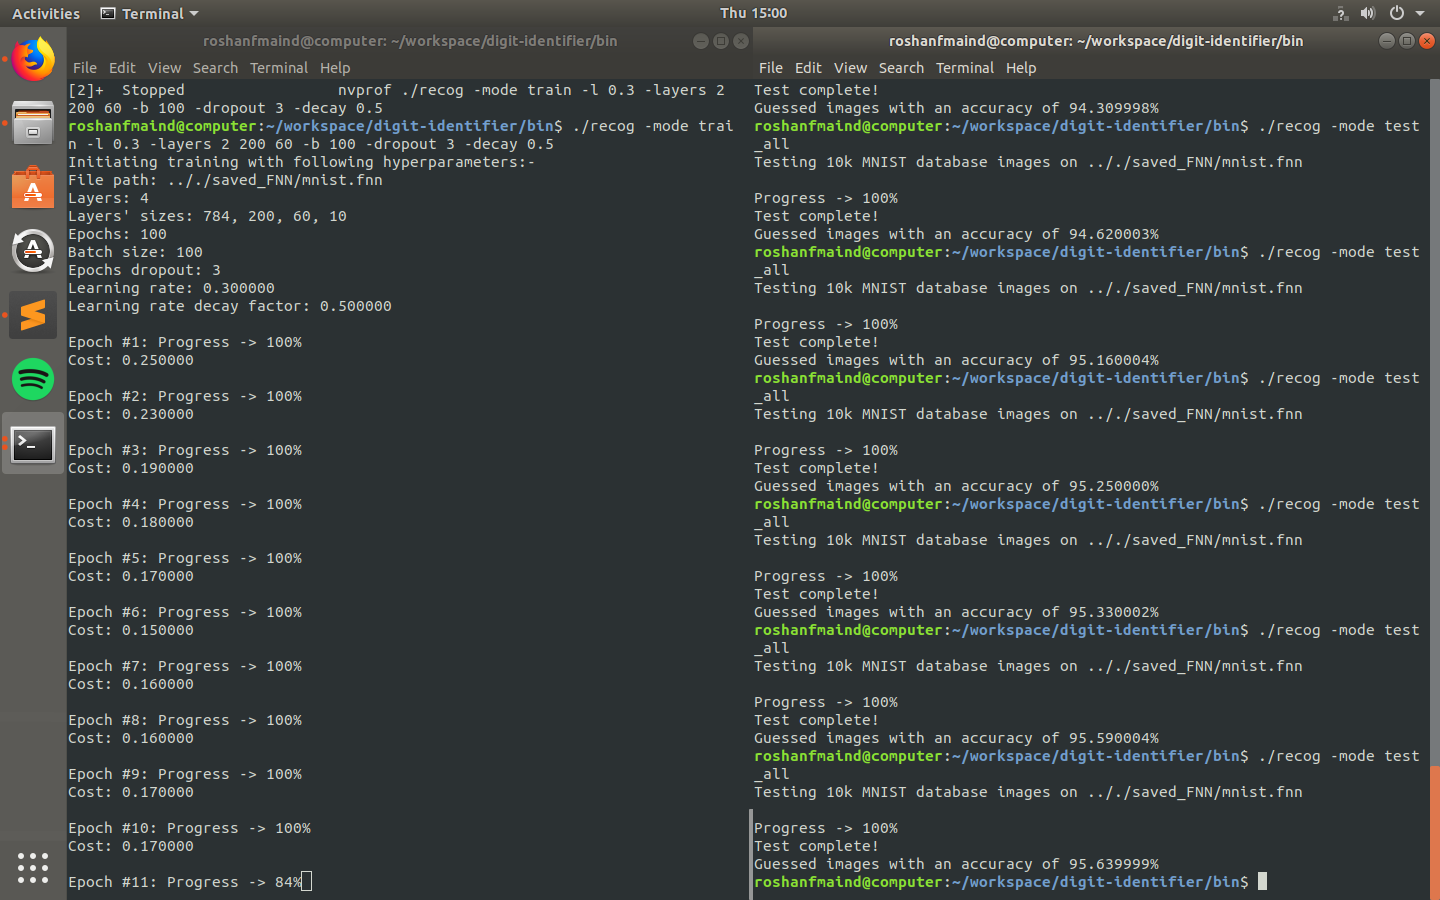 Activities Terminal Thu 15:00
roshanfmaind@computer: ~/workspace/digit-identifier/bin
File Edit View Search Terminal Help
[2]+  Stopped                 nvprof ./recog -mode train -l 0.3 -layers 2
200 60 -b 100 -dropout 3 -decay 0.5
roshanfmaind@computer:~/workspace/digit-identifier/bin$ ./recog -mode trai
n -l 0.3 -layers 2 200 60 -b 100 -dropout 3 -decay 0.5
Initiating training with following hyperparameters:-
File path: .././saved_FNN/mnist.fnn
Layers: 4
Layers' sizes: 784, 200, 60, 10
Epochs: 100
Batch size: 100
Epochs dropout: 3
Learning rate: 0.300000
Learning rate decay factor: 0.500000
Epoch #1: Progress -> 100%
Cost: 0.250000
Epoch #2: Progress -> 100%
Cost: 0.230000
Epoch #3: Progress -> 100%
Cost: 0.190000
Epoch #4: Progress -> 100%
Cost: 0.180000
Epoch #5: Progress -> 100%
Cost: 0.170000
Epoch #6: Progress -> 100%
Cost: 0.150000
Epoch #7: Progress -> 100%
Cost: 0.160000
Epoch #8: Progress -> 100%
Cost: 0.160000
Epoch #9: Progress -> 100%
Cost: 0.170000
Epoch #10: Progress -> 100%
Cost: 0.170000
Epoch #11: Progress -> 84%
roshanfmaind@computer: ~/workspace/digit-identifier/bin
File Edit View Search Terminal Help
Test complete!
Guessed images with an accuracy of 94.309998%
roshanfmaind@computer:~/workspace/digit-identifier/bin$ ./recog -mode test
_all
Testing 10k MNIST database images on .././saved_FNN/mnist.fnn
Progress -> 100%
Test complete!
Guessed images with an accuracy of 94.620003%
roshanfmaind@computer:~/workspace/digit-identifier/bin$ ./recog -mode test
_all
Testing 10k MNIST database images on .././saved_FNN/mnist.fnn
Progress -> 100%
Test complete!
Guessed images with an accuracy of 95.160004%
roshanfmaind@computer:~/workspace/digit-identifier/bin$ ./recog -mode test
_all
Testing 10k MNIST database images on .././saved_FNN/mnist.fnn
Progress -> 100%
Test complete!
Guessed images with an accuracy of 95.250000%
roshanfmaind@computer:~/workspace/digit-identifier/bin$ ./recog -mode test
_all
Testing 10k MNIST database images on .././saved_FNN/mnist.fnn
Progress -> 100%
Test complete!
Guessed images with an accuracy of 95.330002%
roshanfmaind@computer:~/workspace/digit-identifier/bin$ ./recog -mode test
_all
Testing 10k MNIST database images on .././saved_FNN/mnist.fnn
Progress -> 100%
Test complete!
Guessed images with an accuracy of 95.590004%
roshanfmaind@computer:~/workspace/digit-identifier/bin$ ./recog -mode test
_all
Testing 10k MNIST database images on .././saved_FNN/mnist.fnn
Progress -> 100%
Test complete!
Guessed images with an accuracy of 95.639999%
roshanfmaind@computer:~/workspace/digit-identifier/bin$